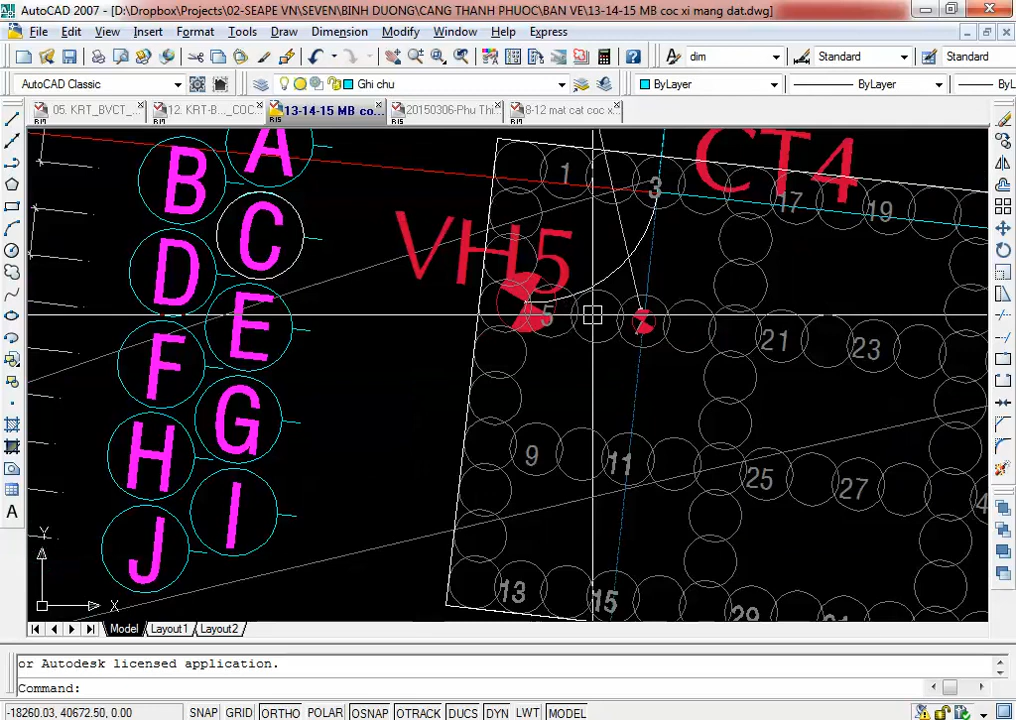 AutoCAD 2007 - [D:\Dropbox\Projects\02-SEAPE VN\SEVEN\BINH DUONG\CANG THANH PHUOC\BAN VE\13-14-15 MB coc xi mang dat.dwg]
File Edit View Insert Format Tools Draw Dimension Modify Window Help Express
dim Standard Standard
AutoCAD Classic Ghi chu ByLayer ByLayer
05. KRT_BVCT_... 12. KRT-B..._COC... 13-14-15 MB co... 20150306-Phu Thi... 8-12 mat cat coc x...
A
B
C
D
E
F
G
H
I
J
CT4
VH5
1 3 17 19
5 21 23
9 11 25 27
13 15 29
Y
X
Model Layout1 Layout2
or Autodesk licensed application.
Command:
-18260.03, 40672.50, 0.00 SNAP GRID ORTHO POLAR OSNAP OTRACK DUCS DYN LWT MODEL